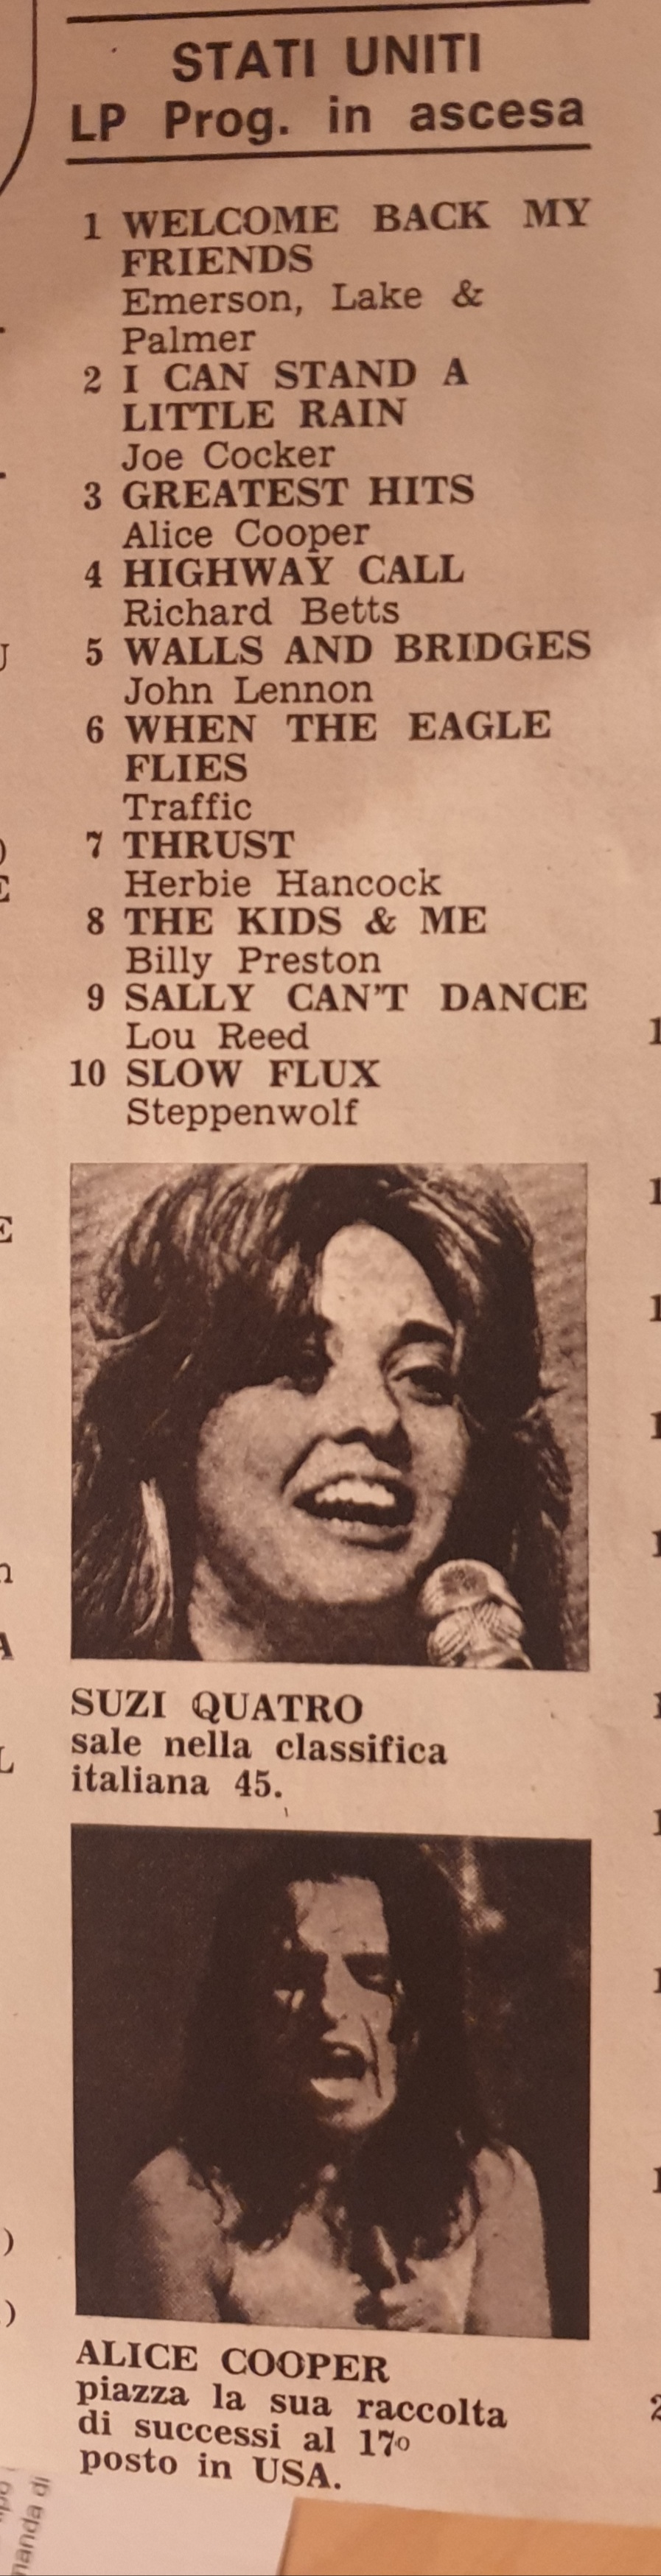 STATI UNITI
LP Prog. in ascesa
1 WELCOME BACK MY
FRIENDS
Emerson, Lake &
Palmer
2 I CAN STAND A
LITTLE RAIN
Joe Cocker
3 GREATEST HITS
Alice Cooper
4 HIGHWAY CALL
Richard Betts
5 WALLS AND BRIDGES
John Lennon
6 WHEN THE EAGLE
FLIES
Traffic
7 THRUST
Herbie Hancock
8 THE KIDS & ME
Billy Preston
9 SALLY CAN'T DANCE
Lou Reed
10 SLOW FLUX
Steppenwolf
SUZI QUATRO
sale nella classifica
italiana 45.
ALICE COOPER
piazza la sua raccolta
di successi al 17º
posto in USA.